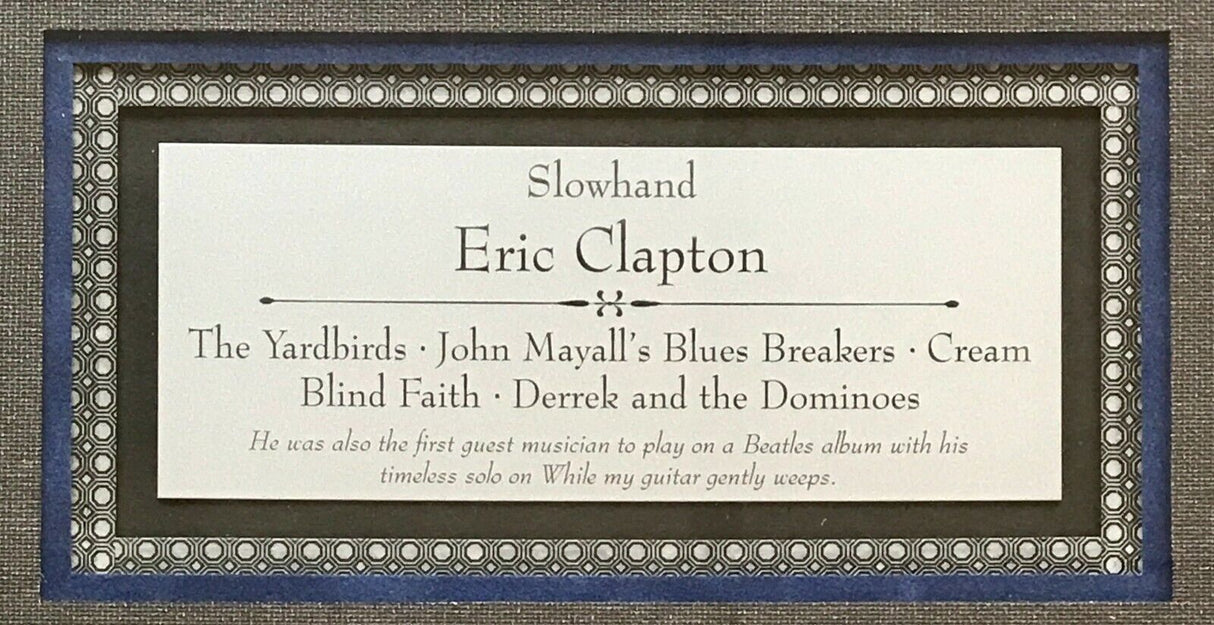 Slowhand
Eric Clapton
The Yardbirds · John Mayall's Blues Breakers · Cream
Blind Faith · Derrek and the Dominoes
He was also the first guest musician to play on a Beatles album with his
timeless solo on While my guitar gently weeps.